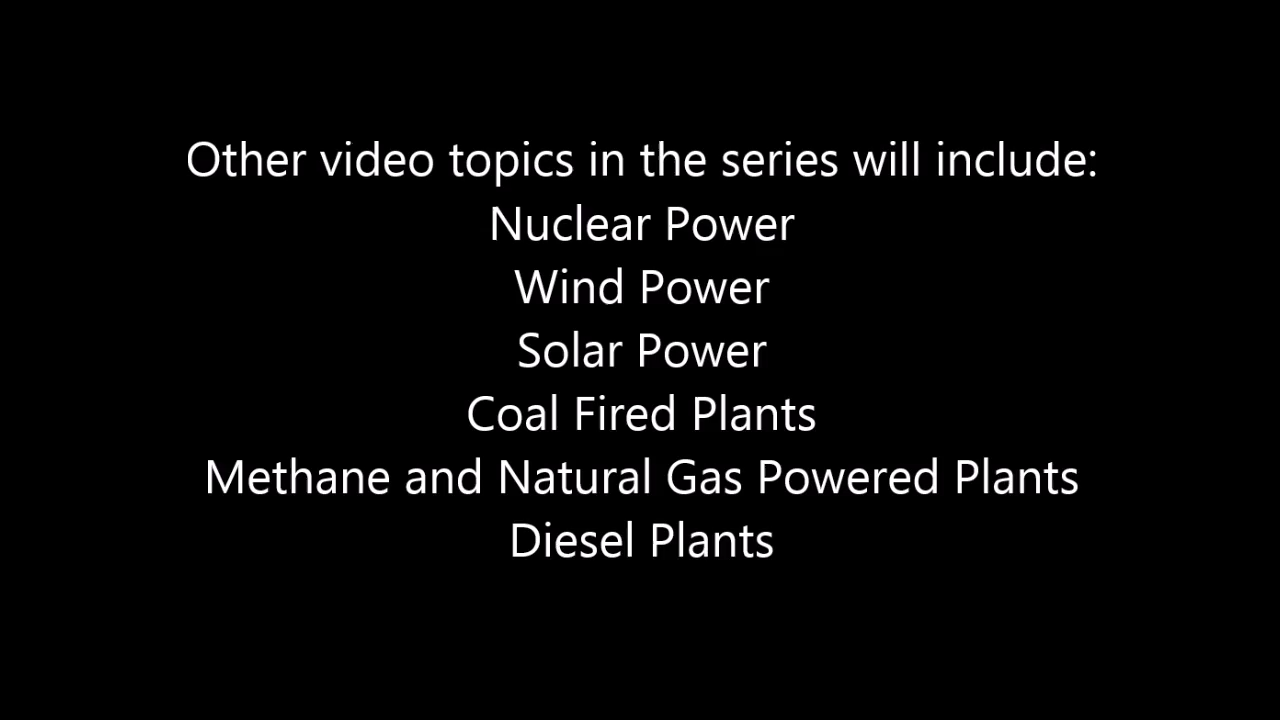 Other video topics in the series will include:
Nuclear Power
Wind Power
Solar Power
Coal Fired Plants
Methane and Natural Gas Powered Plants
Diesel Plants